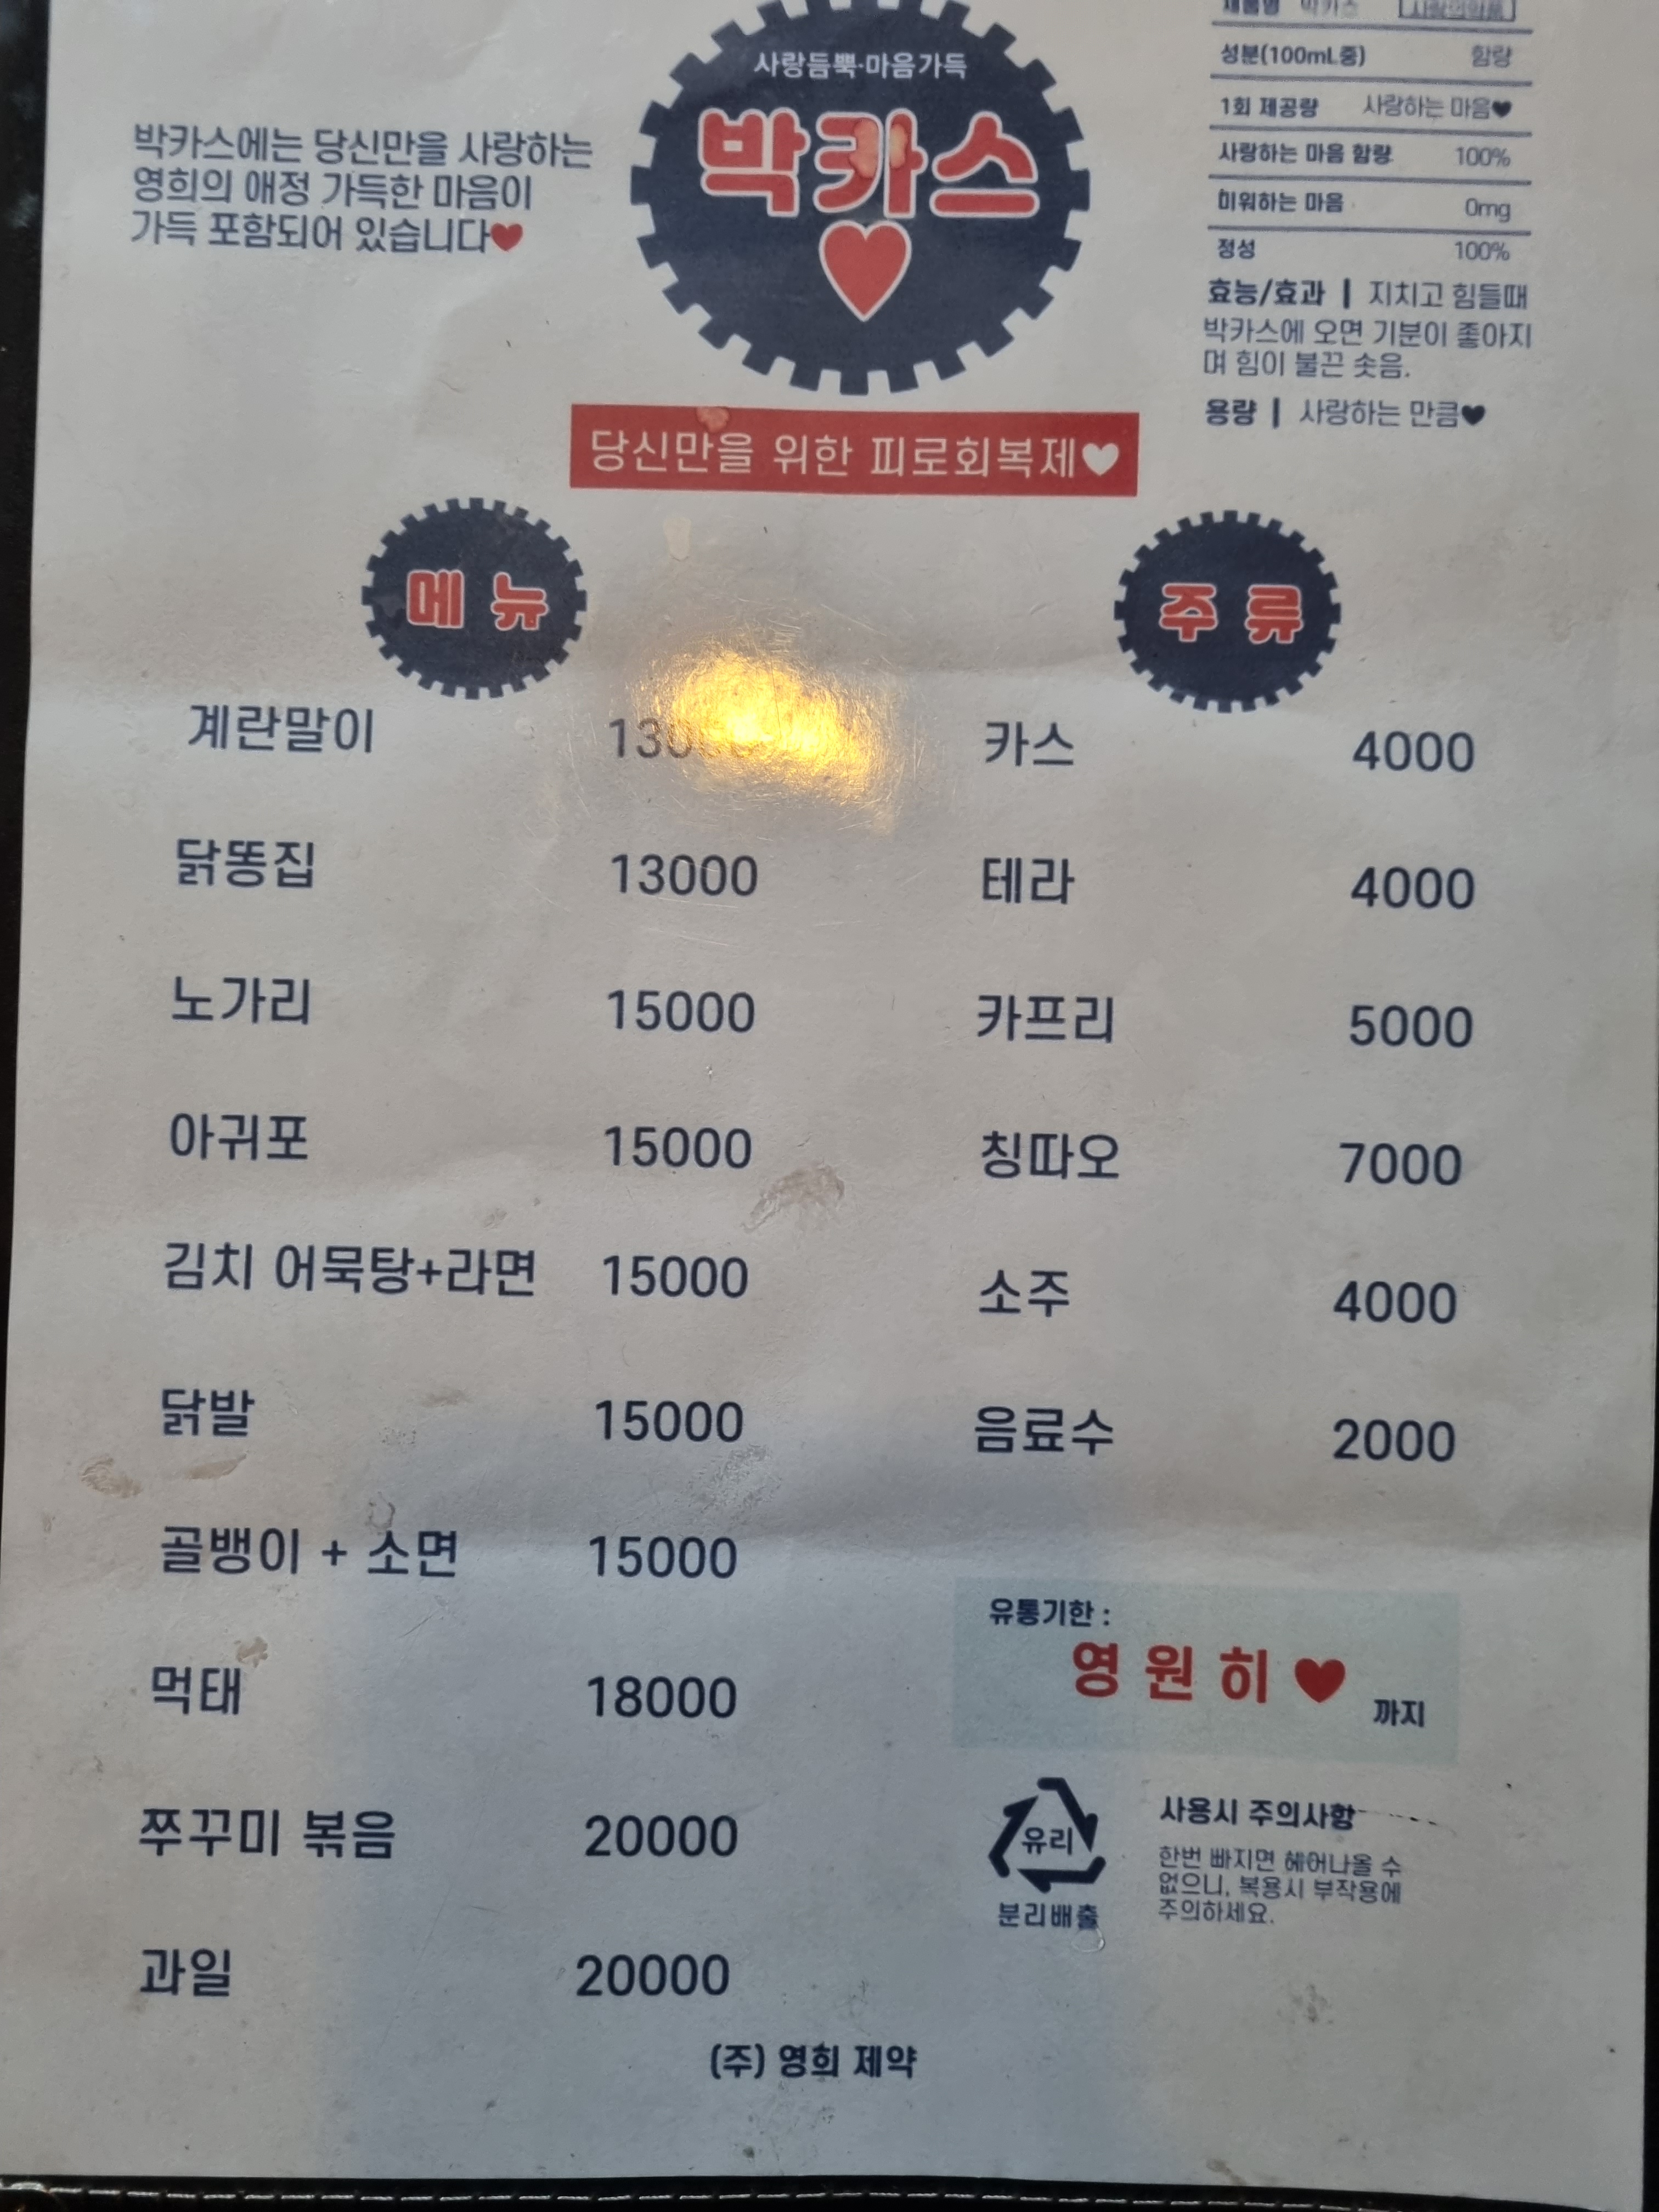 제품명 박카스 사랑의약품
성분(100mL중) 함량
1회 제공량 사랑하는 마음♥
사랑하는 마음 함량 100%
미워하는 마음 0mg
정성 100%
효능/효과 | 지치고 힘들때
박카스에 오면 기분이 좋아지
며 힘이 불끈 솟음.
용량 | 사랑하는 만큼♥
박카스에는 당신만을 사랑하는
영희의 애정 가득한 마음이
가득 포함되어 있습니다♥
사랑듬뿍·마음가득
박카스
당신만을 위한 피로회복제♥
메뉴
계란말이
닭똥집 13000
노가리 15000
아귀포 15000
김치 어묵탕+라면 15000
닭발 15000
골뱅이 + 소면 15000
먹태 18000
쭈꾸미 볶음 20000
과일 20000
주류
카스 4000
테라 4000
카프리 5000
칭따오 7000
소주 4000
음료수 2000
유통기한 :
영원히♥
까지
유리
분리배출
사용시 주의사항
한번 빠지면 헤어나올 수
없으니, 복용시 부작용에
주의하세요.
(주) 영희 제약